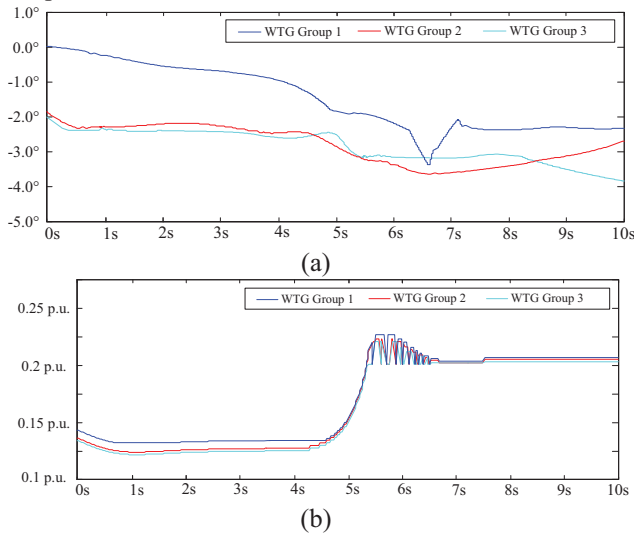 1.0°
WTG Group 1 WTG Group 2 WTG Group 3
0.0°
-1.0°
-2.0°
-3.0°
-4.0°
-5.0°
0s 1s 2s 3s 4s 5s 6s 7s 8s 9s 10s
(a)
0.25 p.u.
WTG Group 1 WTG Group 2 WTG Group 3
0.2 p.u.
0.15 p.u.
0.1 p.u.
0s 1s 2s 3s 4s 5s 6s 7s 8s 9s 10s
(b)